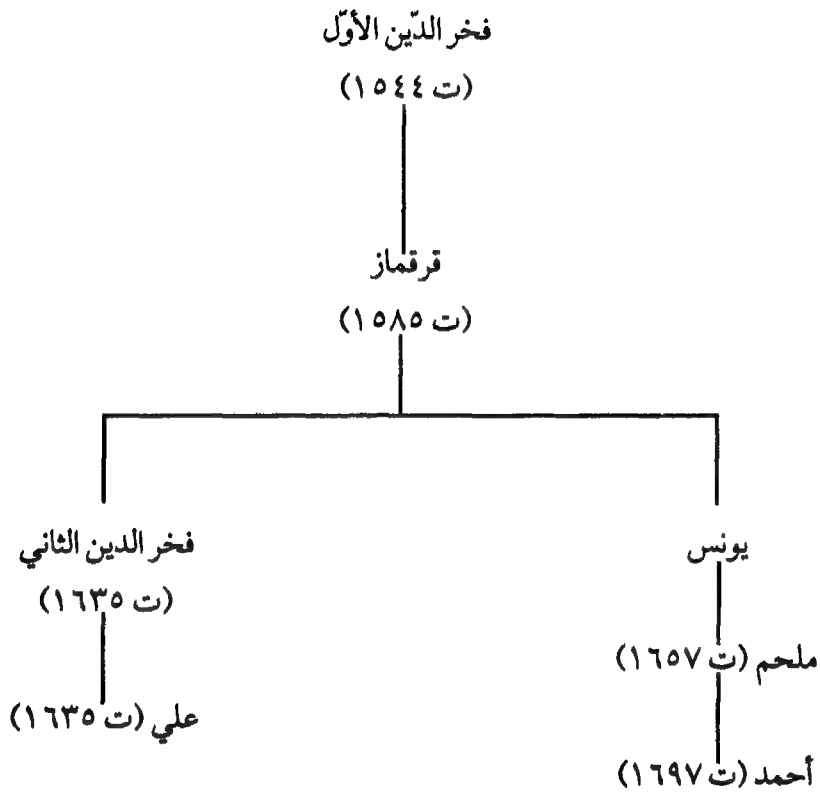 فخر الدّين الأوّل
(ت ١٥٤٤)
قرقماز
(ت ١٥٨٥)
يونس
ملحم (ت ١٦٥٧)
أحمد (ت ١٦٩٧)
فخر الدين الثاني
(ت ١٦٣٥)
علي (ت ١٦٣٥)